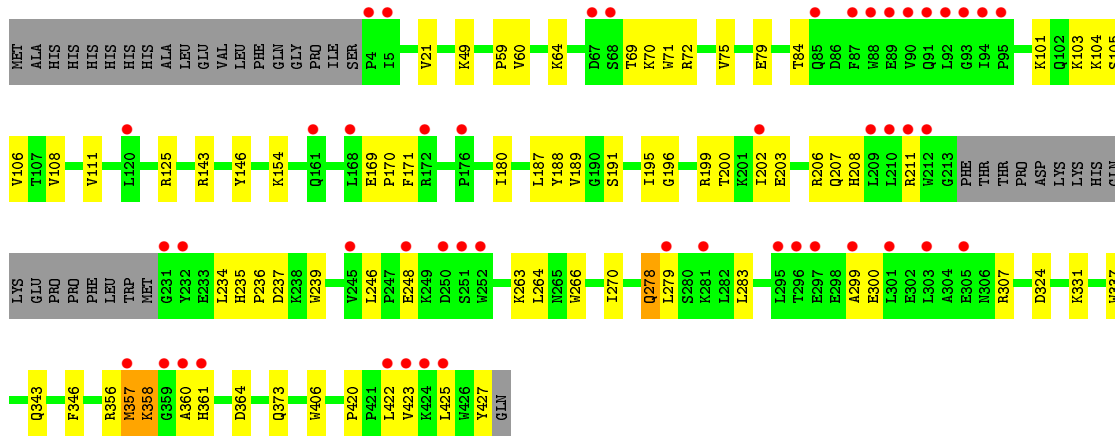 MET ALA HIS HIS HIS HIS HIS HIS ALA LEU GLU VAL LEU PHE GLN GLY PRO ILE SER P4 I5 V21 K49 P59 V60 K64 D67 S68 T69 K70 W71 R72 V75 E79 T84 Q85 D86 F87 W88 E89 V90 Q91 L92 G93 I94 P95 K101 Q102 K103 K104 S105
V106 T107 V108 V111 L120 R125 R143 Y146 K154 Q161 L168 E169 P170 F171 R172 P176 I180 L187 Y188 V189 G190 S191 I195 G196 R199 T200 K201 I202 E203 R206 Q207 H208 L209 L210 R211 W212 G213 PHE THR THR PRO ASP LYS LYS HIS GLN
LYS GLU PRO PRO PHE LEU TRP MET G231 Y232 E233 L234 H235 P236 D237 K238 W239 V245 L246 P247 E248 K249 D250 S251 W252 K263 L264 N265 W266 I270 Q278 L279 S280 K281 L282 L283 L295 T296 E297 E298 A299 E300 L301 E302 L303 A304 E305 N306 R307 D324 K331 W337
Q343 F346 R356 M357 K358 G359 A360 H361 D364 Q373 W406 P420 P421 L422 V423 K424 L425 W426 Y427 GLN